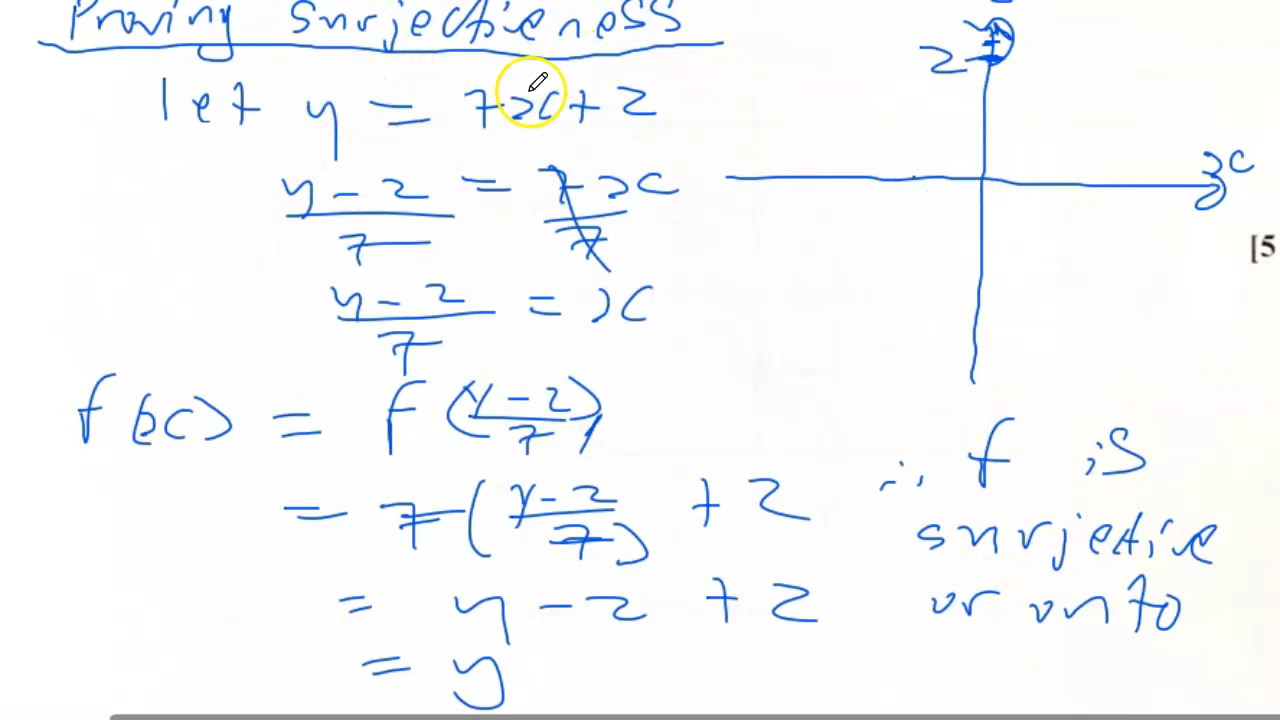 Proving surjectiveness
let y = 7x + 2
y - 2 / 7 = 7x / 7
y - 2 / 7 = x
f(x) = f(y - 2 / 7)
= 7(y - 2 / 7) + 2
= y - 2 + 2
= y
2
x
[5
∴ f is
surjective
or onto